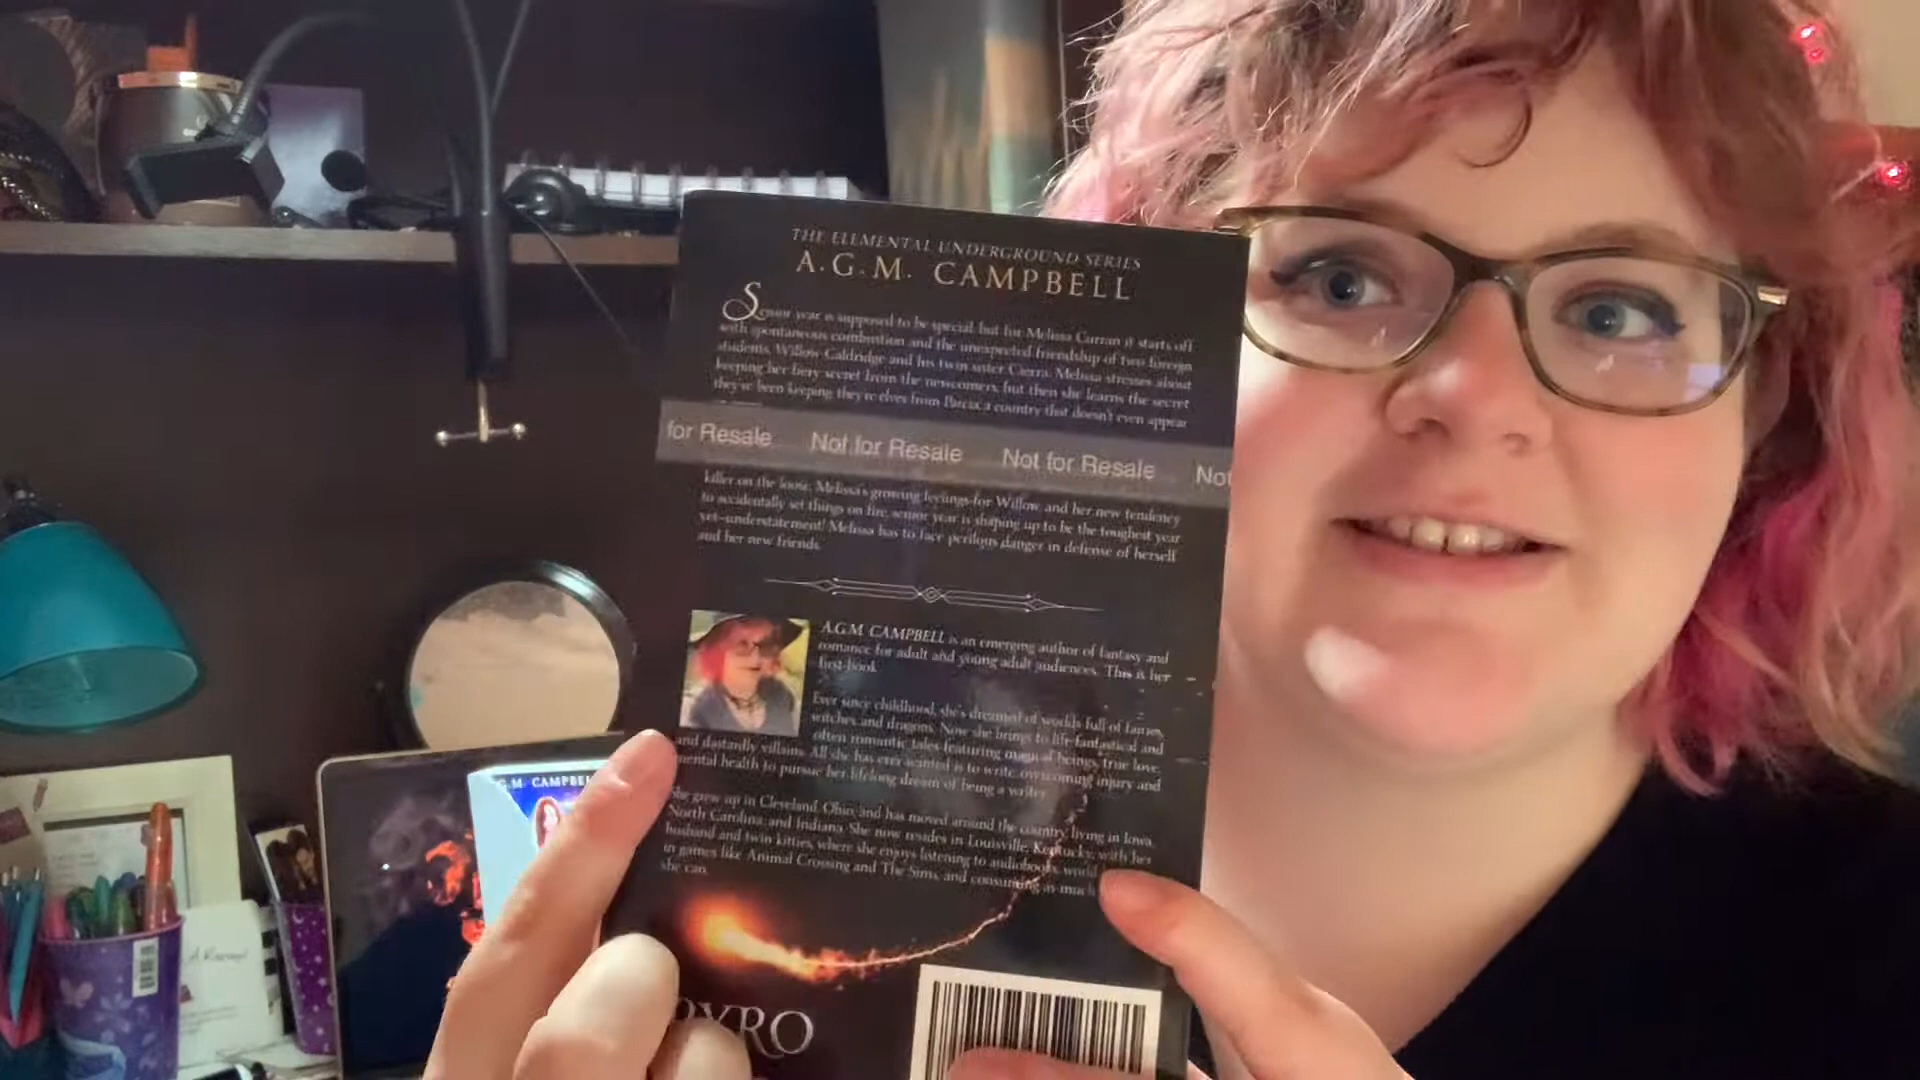 THE ELEMENTAL UNDERGROUND SERIES
A.G.M. CAMPBELL
Senior year is supposed to be special, but for Melissa Curran it starts off
with spontaneous combustion and the unexpected friendship of two foreign
students, Willow Caldridge and his twin sister Cierra. Melissa stresses about
keeping her fiery secret from the newcomers, but then she learns the secret
they've been keeping: they're elves from Parcia, a country that doesn't even appear
for Resale Not for Resale Not for Resale Not
killer on the loose, Melissa's growing feelings for Willow, and her new tendency
to accidentally set things on fire, senior year is shaping up to be the toughest year
yet–understatement! Melissa has to face perilous danger in defense of herself
and her new friends.
A.G.M. CAMPBELL is an emerging author of fantasy and
romance for adult and young adult audiences. This is her
first book.
Ever since childhood, she's dreamed of worlds full of fairies,
witches, and dragons. Now she brings to life fantastical and
often romantic tales featuring magical beings, true love,
and dastardly villains. All she has ever wanted is to write, overcoming injury and
mental health to pursue her lifelong dream of being a writer.
She grew up in Cleveland, Ohio, and has moved around the country, living in Iowa,
North Carolina, and Indiana. She now resides in Louisville, Kentucky, with her
husband and twin kitties, where she enjoys listening to audiobooks,
in games like Animal Crossing and The Sims, and consuming as much
she can.
PYRO
G.M. CAMPBE